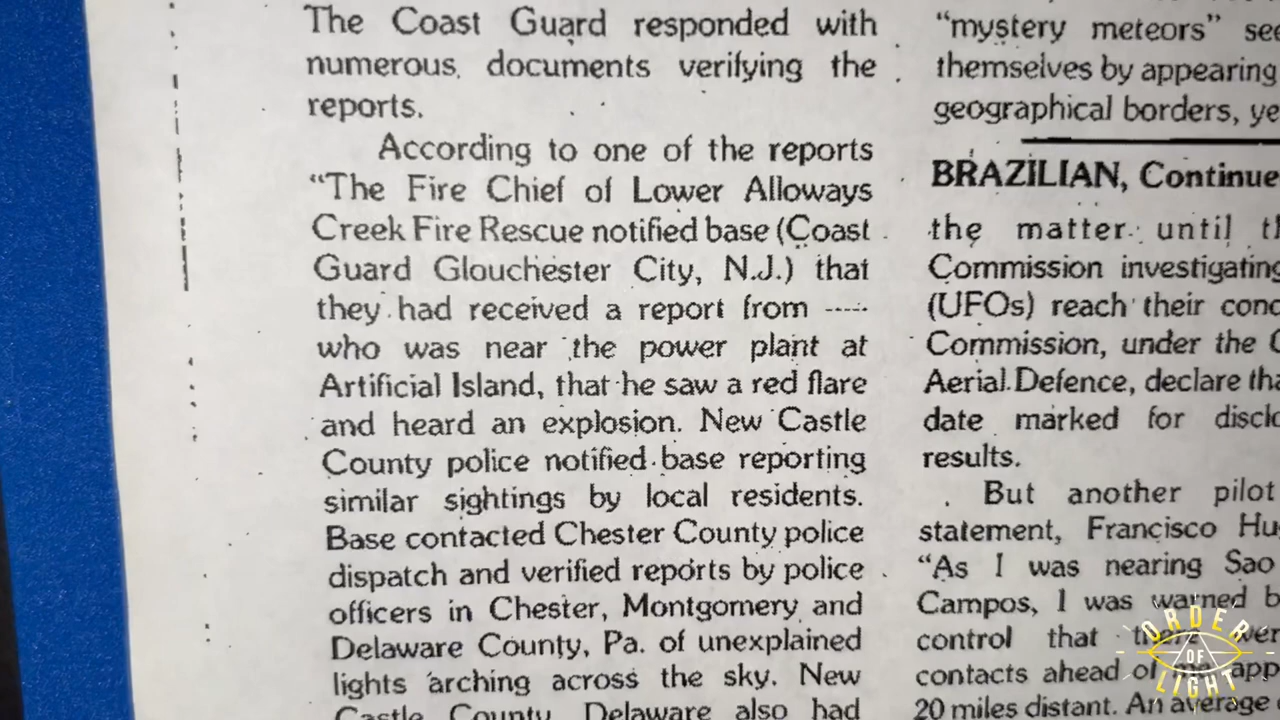 The Coast Guard responded with
numerous documents verifying the
reports.
According to one of the reports
“The Fire Chief of Lower Alloways
Creek Fire Rescue notified base (Coast
Guard Glouchester City, N.J.) that
they had received a report from -----
who was near the power plant at
Artificial Island, that he saw a red flare
and heard an explosion. New Castle
County police notified base reporting
similar sightings by local residents.
Base contacted Chester County police
dispatch and verified reports by police
officers in Chester, Montgomery and
Delaware County, Pa. of unexplained
lights arching across the sky. New
Castle County, Delaware also had
“mystery meteors”
themselves by appearing
geographical borders,
BRAZILIAN, Continue
the matter until
Commission investigating
(UFOs) reach their
Commission, under the
Aerial Defence, declare
date marked for
results.
But another pilot
statement, Francisco
“As I was nearing Sao
Campos, I was warned
control that
contacts ahead of
20 miles distant. An average
ORDER
OF
LIGHT